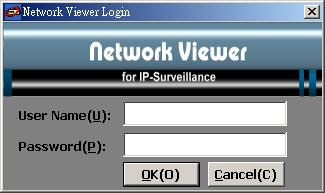 Network Viewer Login
Network Viewer
for IP-Surveillance
User Name(U):
Password(P):
OK(O) Cancel(C)